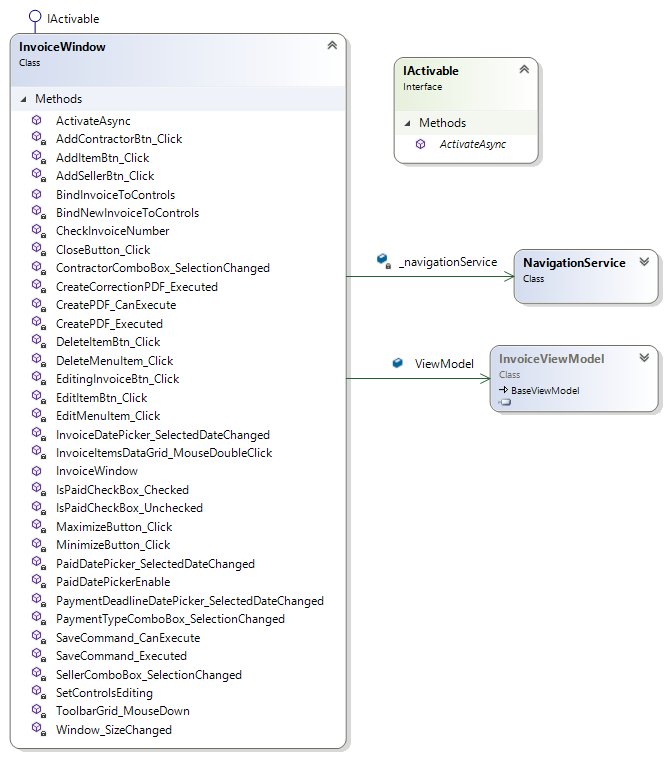 IActivable
InvoiceWindow
Class
Methods
ActivateAsync
AddContractorBtn_Click
AddItemBtn_Click
AddSellerBtn_Click
BindInvoiceToControls
BindNewInvoiceToControls
CheckInvoiceNumber
CloseButton_Click
ContractorComboBox_SelectionChanged
CreateCorrectionPDF_Executed
CreatePDF_CanExecute
CreatePDF_Executed
DeleteItemBtn_Click
DeleteMenuItem_Click
EditingInvoiceBtn_Click
EditItemBtn_Click
EditMenuItem_Click
InvoiceDatePicker_SelectedDateChanged
InvoiceItemsDataGrid_MouseDoubleClick
InvoiceWindow
IsPaidCheckBox_Checked
IsPaidCheckBox_Unchecked
MaximizeButton_Click
MinimizeButton_Click
PaidDatePicker_SelectedDateChanged
PaidDatePickerEnable
PaymentDeadlineDatePicker_SelectedDateChanged
PaymentTypeComboBox_SelectionChanged
SaveCommand_CanExecute
SaveCommand_Executed
SellerComboBox_SelectionChanged
SetControlsEditing
ToolbarGrid_MouseDown
Window_SizeChanged
IActivable
Interface
Methods
ActivateAsync
_navigationService
NavigationService
Class
ViewModel
InvoiceViewModel
Class
BaseViewModel